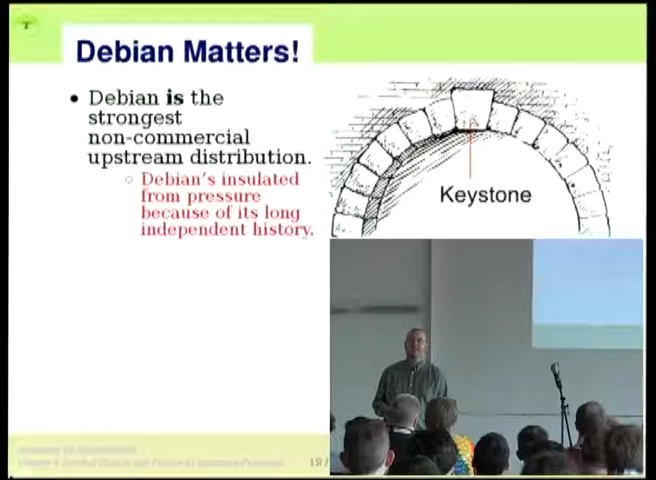 Debian Matters!
• Debian is the
strongest
non-commercial
upstream distribution.
○ Debian's insulated
from pressure
because of its long
independent history.
Keystone